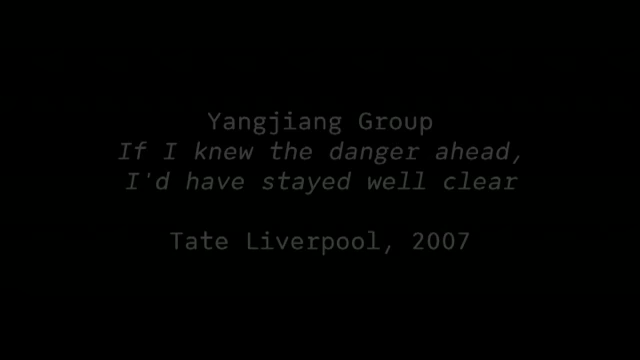 Yangjiang Group
If I knew the danger ahead,
I'd have stayed well clear
Tate Liverpool, 2007